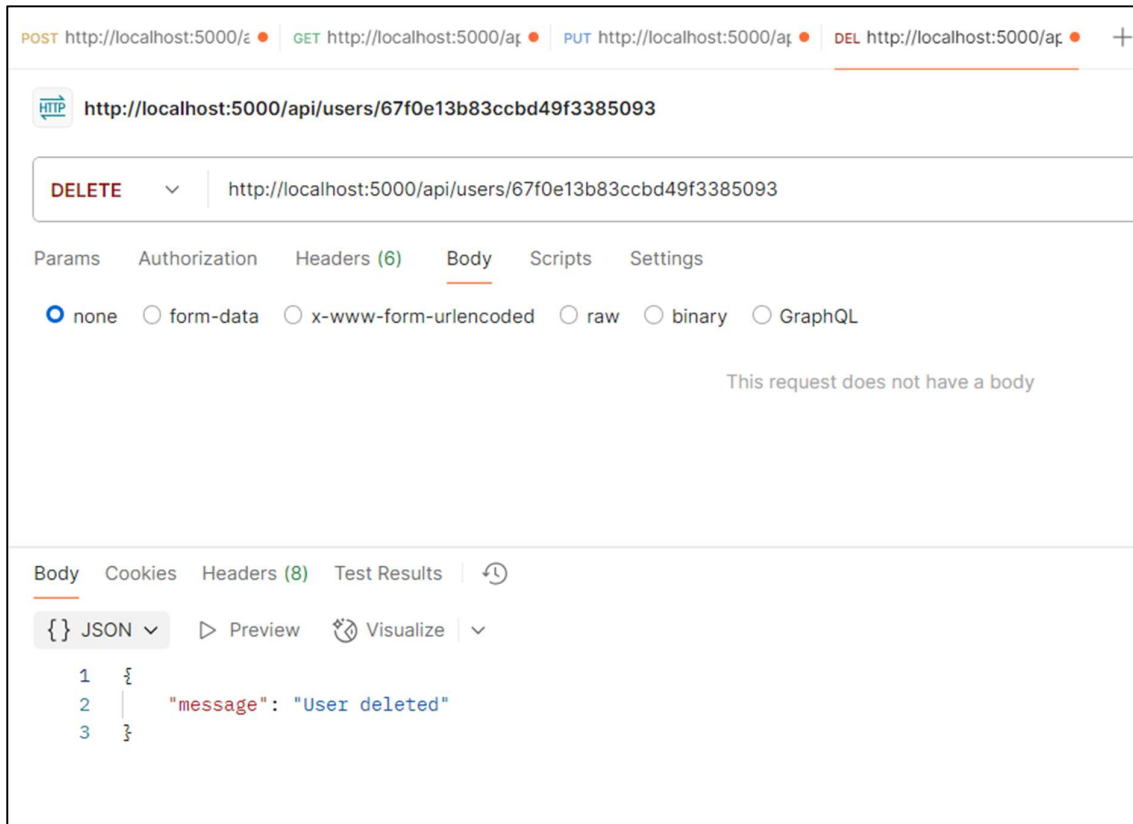 POST http://localhost:5000/a GET http://localhost:5000/ap PUT http://localhost:5000/ap DEL http://localhost:5000/ap +
HTTP http://localhost:5000/api/users/67f0e13b83ccbd49f3385093
DELETE http://localhost:5000/api/users/67f0e13b83ccbd49f3385093
Params Authorization Headers (6) Body Scripts Settings
none form-data x-www-form-urlencoded raw binary GraphQL
This request does not have a body
Body Cookies Headers (8) Test Results
{} JSON Preview Visualize
1 {
2 "message": "User deleted"
3 }